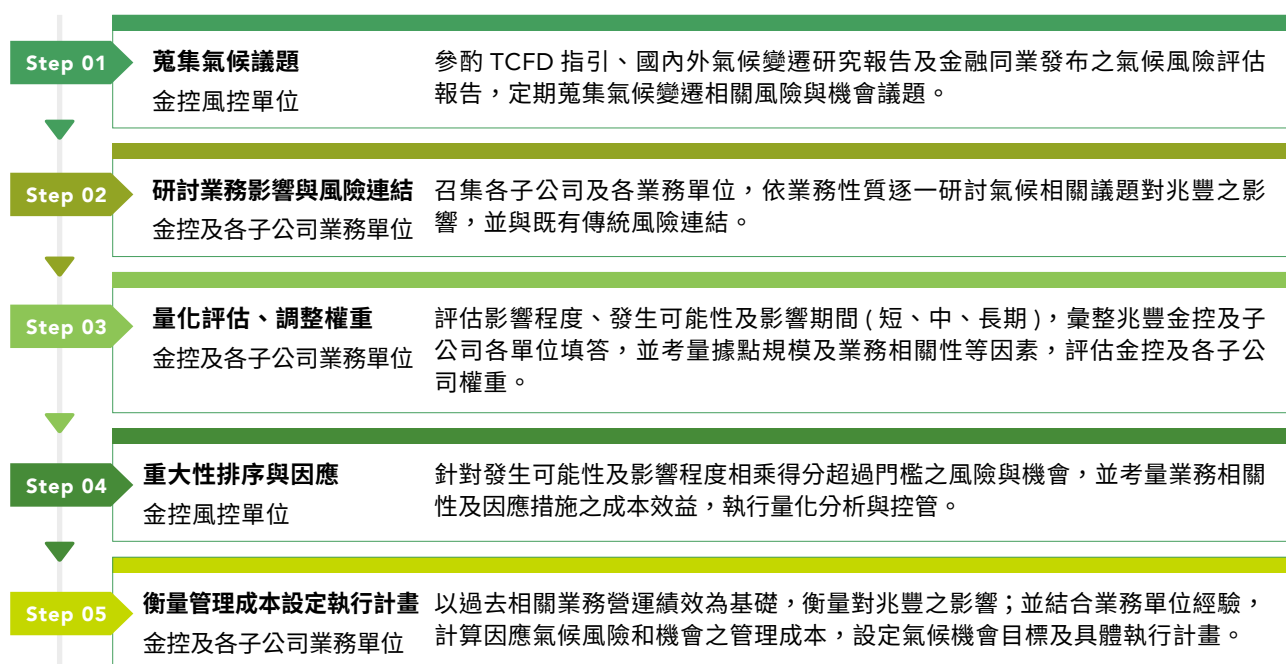 Step 01
蒐集氣候議題
金控風控單位
參酌 TCFD 指引、國內外氣候變遷研究報告及金融同業發布之氣候風險評估
報告，定期蒐集氣候變遷相關風險與機會議題。
Step 02
研討業務影響與風險連結
金控及各子公司業務單位
召集各子公司及各業務單位，依業務性質逐一研討氣候相關議題對兆豐之影
響，並與既有傳統風險連結。
Step 03
量化評估、調整權重
金控及各子公司業務單位
評估影響程度、發生可能性及影響期間 ( 短、中、長期 )，彙整兆豐金控及子
公司各單位填答，並考量據點規模及業務相關性等因素，評估金控及各子公
司權重。
Step 04
重大性排序與因應
金控風控單位
針對發生可能性及影響程度相乘得分超過門檻之風險與機會，並考量業務相關
性及因應措施之成本效益，執行量化分析與控管。
Step 05
衡量管理成本設定執行計畫
金控及各子公司業務單位
以過去相關業務營運績效為基礎，衡量對兆豐之影響；並結合業務單位經驗，
計算因應氣候風險和機會之管理成本，設定氣候機會目標及具體執行計畫。